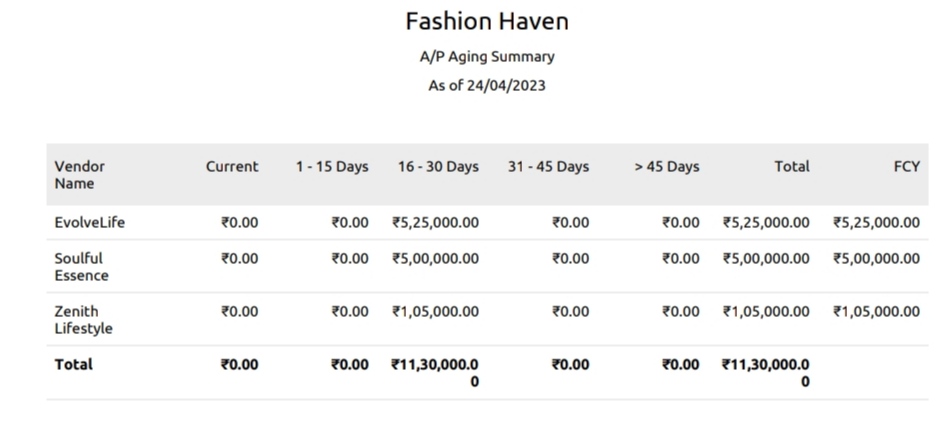 Fashion Haven
A/P Aging Summary
As of 24/04/2023
Vendor Name Current 1 - 15 Days 16 - 30 Days 31 - 45 Days > 45 Days Total FCY
EvolveLife ₹0.00 ₹0.00 ₹5,25,000.00 ₹0.00 ₹0.00 ₹5,25,000.00 ₹5,25,000.00
Soulful Essence ₹0.00 ₹0.00 ₹5,00,000.00 ₹0.00 ₹0.00 ₹5,00,000.00 ₹5,00,000.00
Zenith Lifestyle ₹0.00 ₹0.00 ₹1,05,000.00 ₹0.00 ₹0.00 ₹1,05,000.00 ₹1,05,000.00
Total ₹0.00 ₹0.00 ₹11,30,000.00 ₹0.00 ₹0.00 ₹11,30,000.00